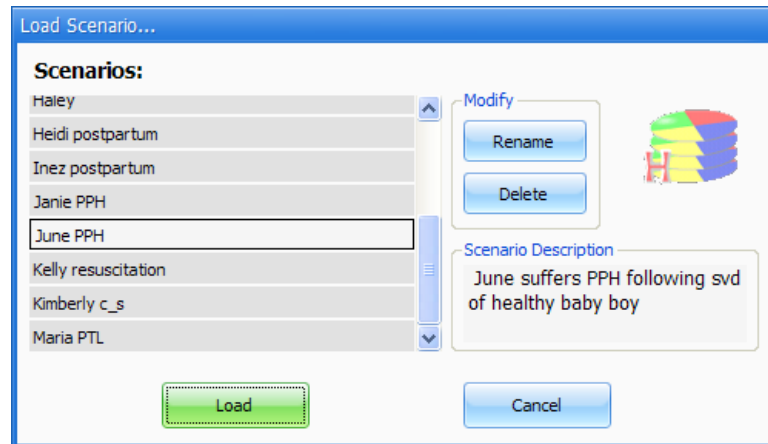 Load Scenario...
Scenarios:
Haley
Heidi postpartum
Inez postpartum
Janie PPH
June PPH
Kelly resuscitation
Kimberly c_s
Maria PTL
Modify
Rename
Delete
H
Scenario Description
June suffers PPH following svd
of healthy baby boy
Load
Cancel